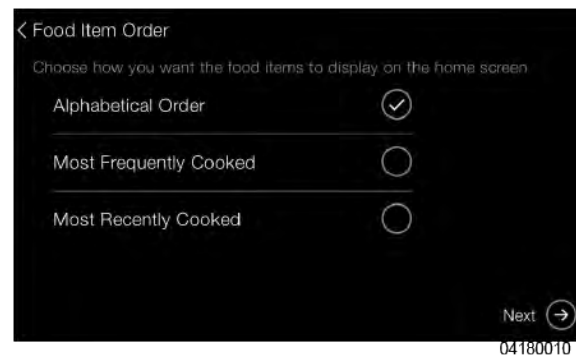 Food Item Order
Choose how you want the food items to display on the home screen
Alphabetical Order
Most Frequently Cooked
Most Recently Cooked
Next
04180010